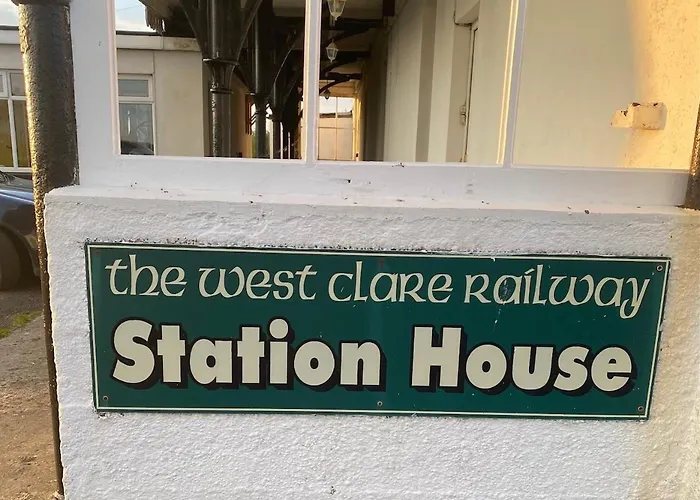 the west clare railway
Station House